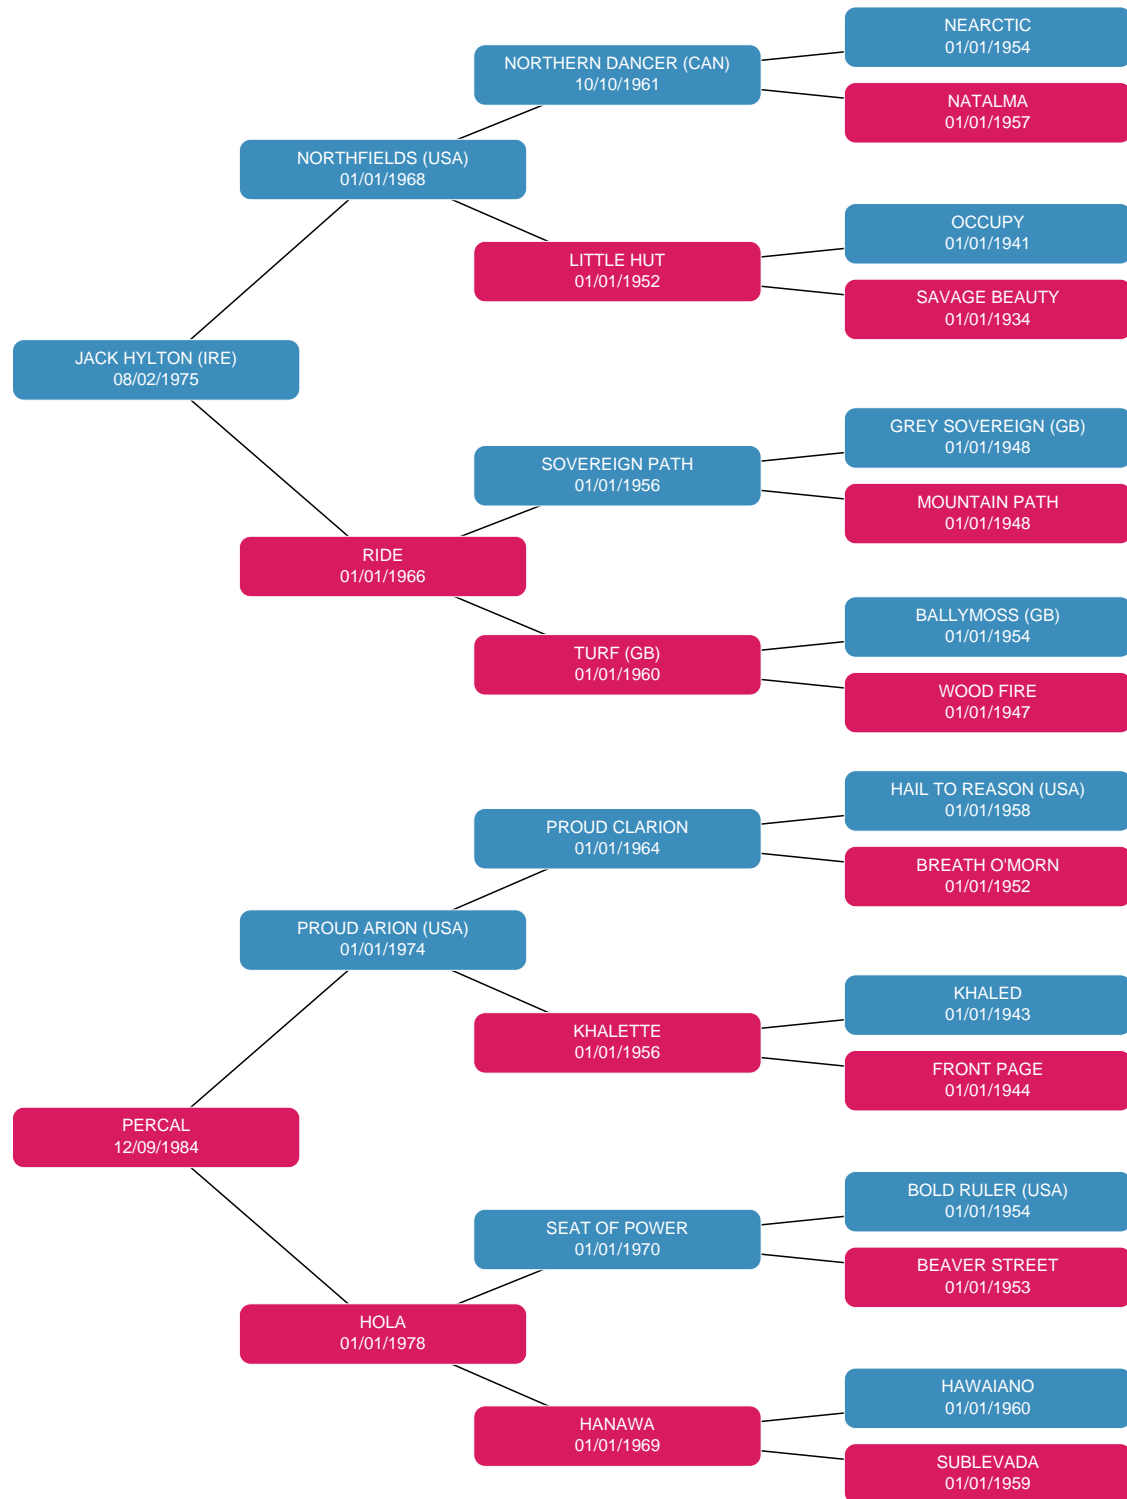 NEARCTIC
01/01/1954
NORTHERN DANCER (CAN)
10/10/1961
NATALMA
01/01/1957
NORTHFIELDS (USA)
01/01/1968
OCCUPY
01/01/1941
LITTLE HUT
01/01/1952
SAVAGE BEAUTY
01/01/1934
JACK HYLTON (IRE)
08/02/1975
GREY SOVEREIGN (GB)
01/01/1948
SOVEREIGN PATH
01/01/1956
MOUNTAIN PATH
01/01/1948
RIDE
01/01/1966
BALLYMOSS (GB)
01/01/1954
TURF (GB)
01/01/1960
WOOD FIRE
01/01/1947
HAIL TO REASON (USA)
01/01/1958
PROUD CLARION
01/01/1964
BREATH O'MORN
01/01/1952
PROUD ARION (USA)
01/01/1974
KHALED
01/01/1943
KHALETTE
01/01/1956
FRONT PAGE
01/01/1944
PERCAL
12/09/1984
BOLD RULER (USA)
01/01/1954
SEAT OF POWER
01/01/1970
BEAVER STREET
01/01/1953
HOLA
01/01/1978
HAWAIANO
01/01/1960
HANAWA
01/01/1969
SUBLEVADA
01/01/1959